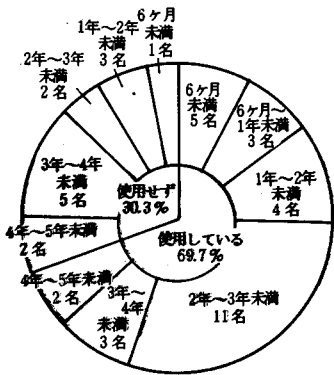 6ヶ月
未満
1名
1年〜2年
未満
3名
2年〜3年
未満
2名
3年〜4年
未満
5名
4年〜5年未満
2名
使用せず
30.3%
6ヶ月
未満
5名
6ヶ月〜
1年未満
3名
1年〜2年
未満
4名
使用している
69.7%
2年〜3年未満
11名
3年〜
4年
未満
3名
4年〜5年未満
2名